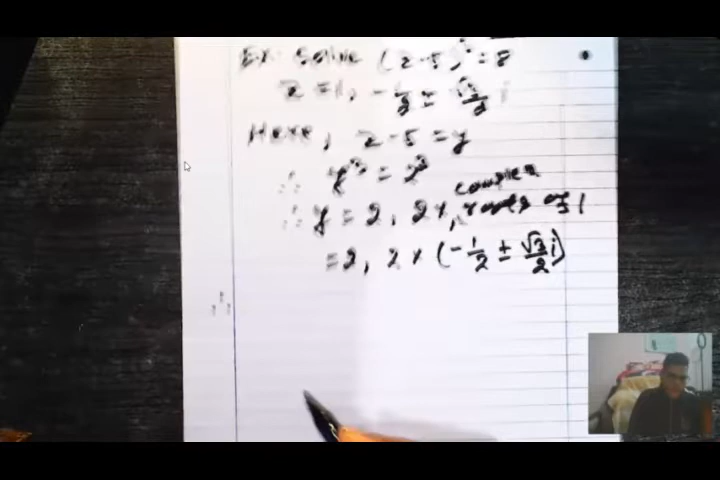 Ex. Solve (z-5)³ = 8
z = 1, -1/2 ± √3/2 i
Here, z-5 = y
∴ y³ = 2³
∴ y = 2, 2x, complex roots of 1
= 2, 2 x (-1/2 ± √3/2 i)
∴